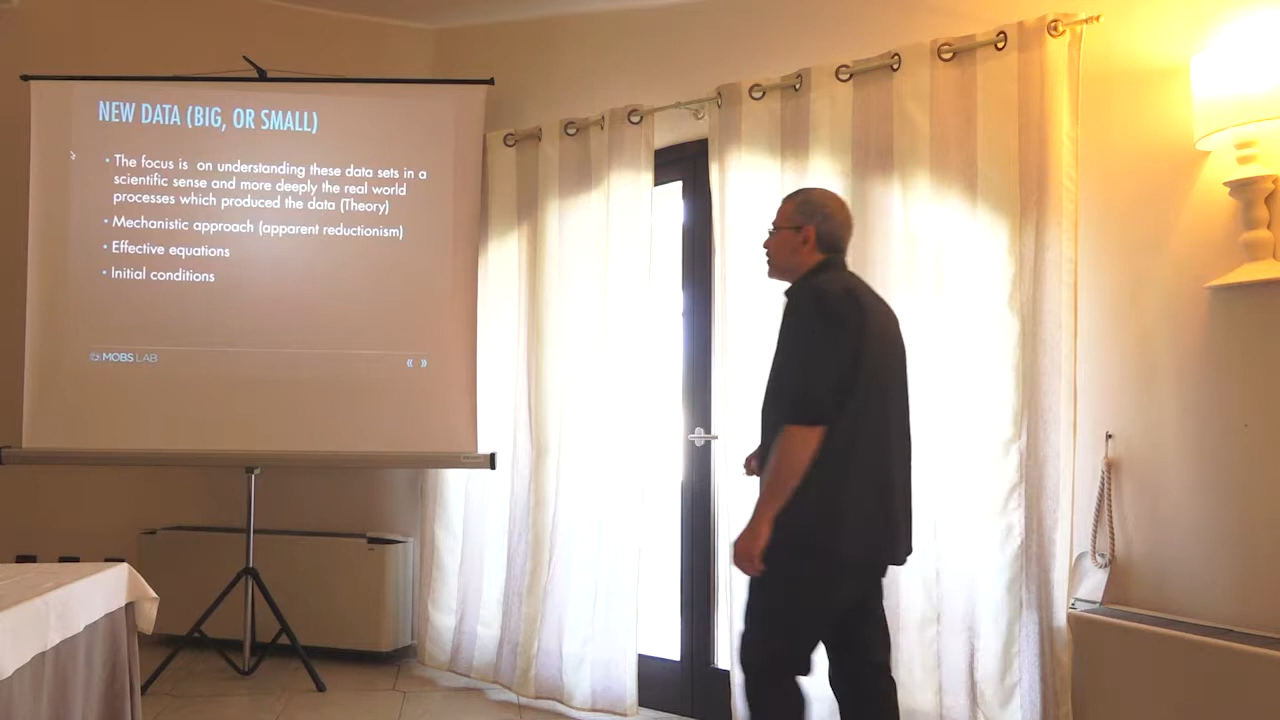 NEW DATA (BIG, OR SMALL)
• The focus is on understanding these data sets in a
scientific sense and more deeply the real world
processes which produced the data (Theory)
• Mechanistic approach (apparent reductionism)
• Effective equations
• Initial conditions
MOBS LAB
« »